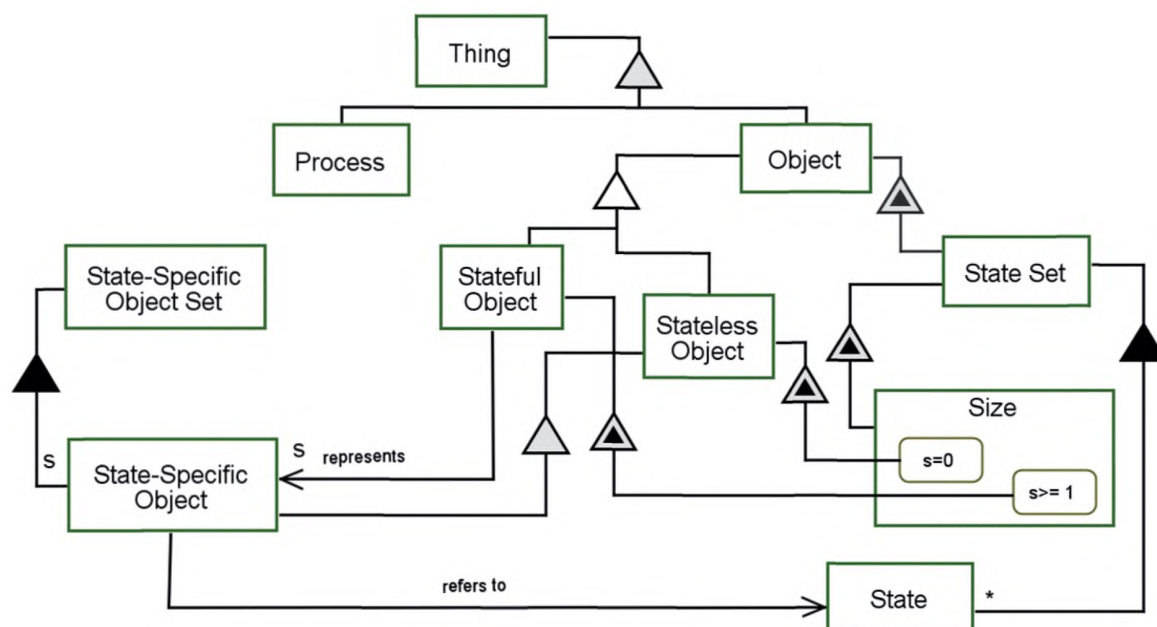 Thing
Process
Object
State-Specific
Object Set
Stateful
Object
State Set
Stateless
Object
Size
s
s
represents
State-Specific
Object
s=0
s>= 1
refers to
State
*